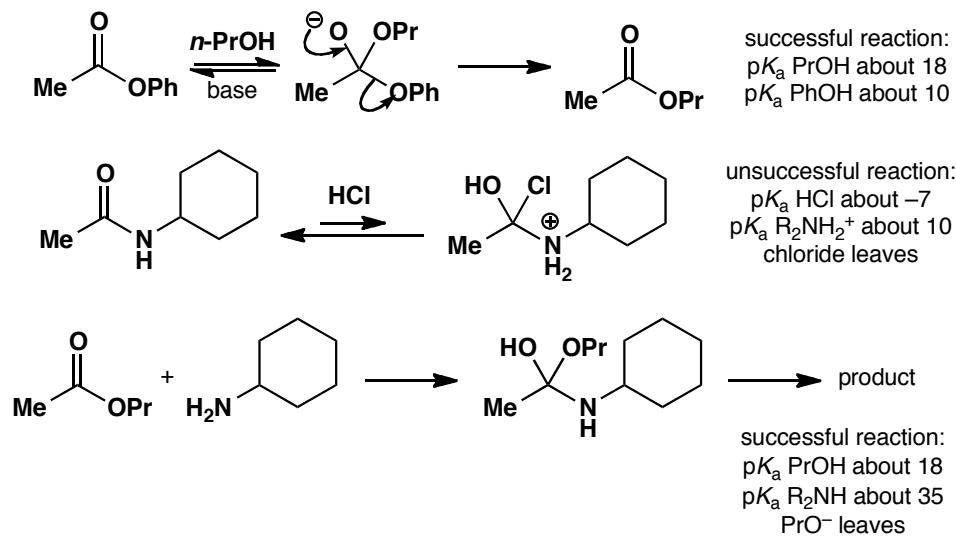 O
Me
OPh
n-PrOH
base
⊖
O
OPr
Me
OPh
O
Me
OPr
successful reaction:
pKa PrOH about 18
pKa PhOH about 10
O
Me
N
H
HCl
HO
Cl
Me
⊕
N
H2
unsuccessful reaction:
pKa HCl about –7
pKa R2NH2+ about 10
chloride leaves
O
Me
OPr
+
H2N
HO
OPr
Me
N
H
product
successful reaction:
pKa PrOH about 18
pKa R2NH about 35
PrO– leaves